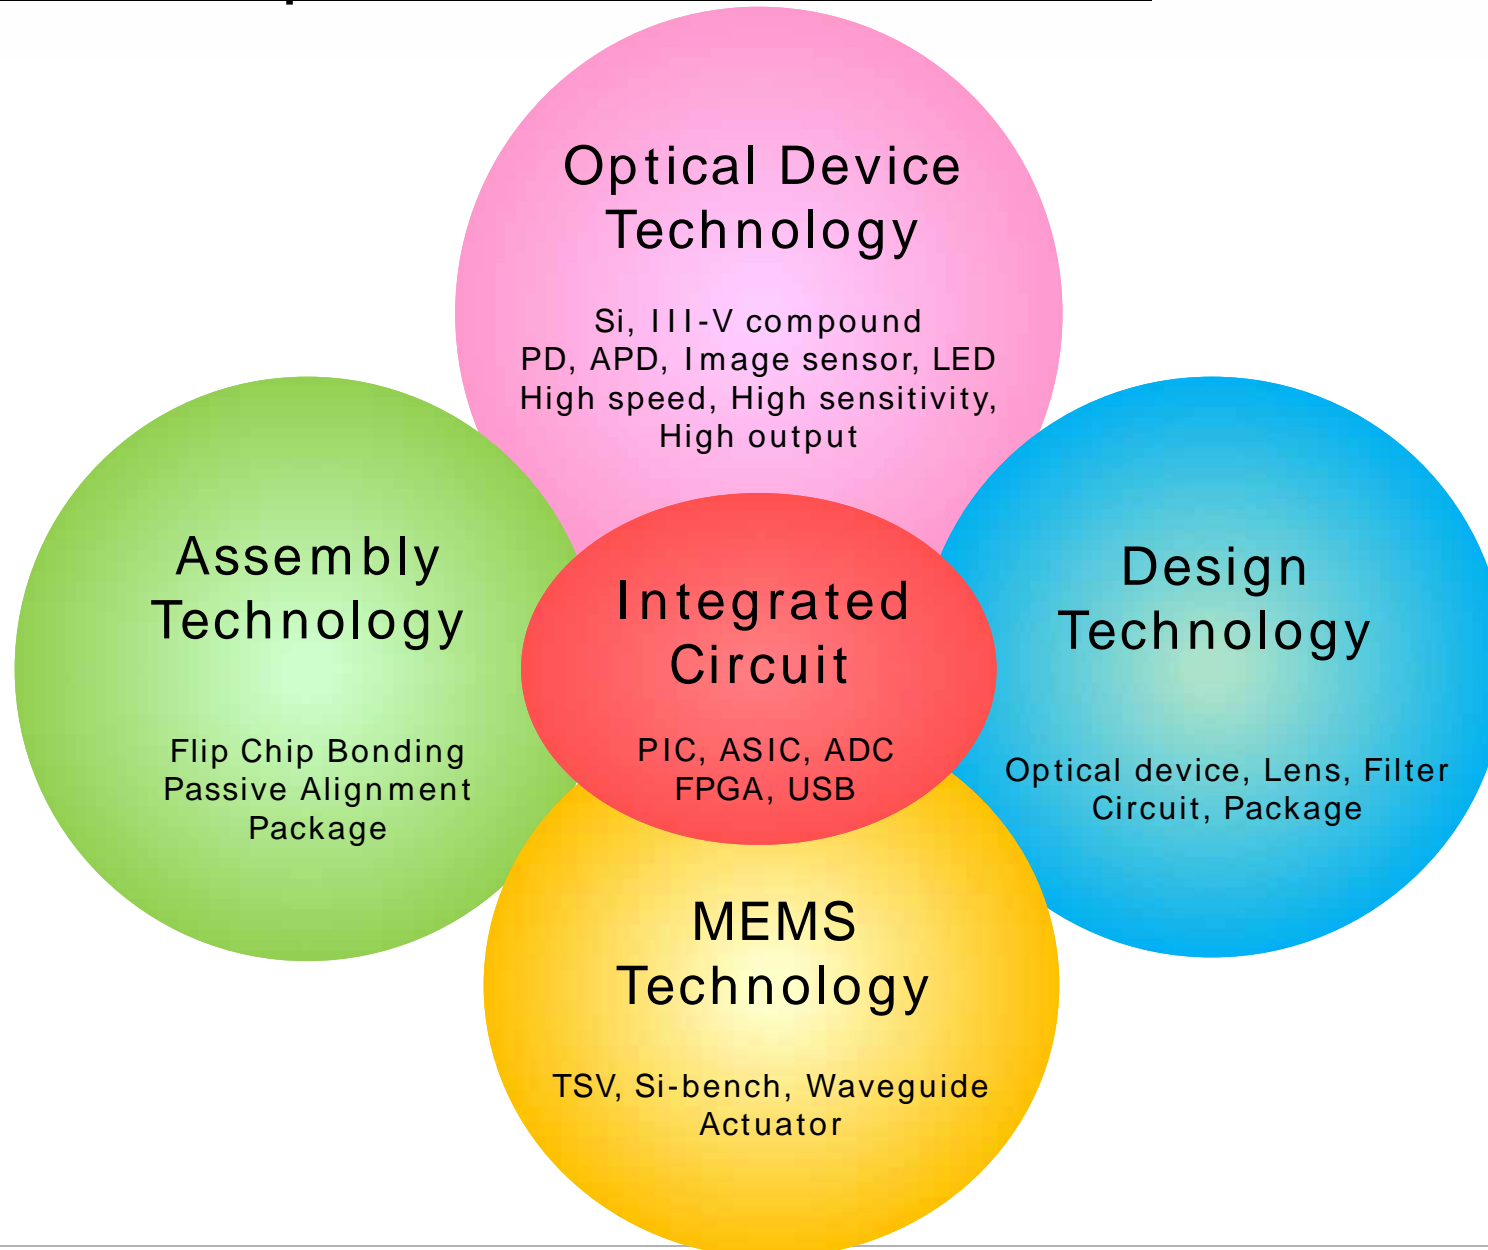 Optical Device
Technology
Si, III-V compound
PD, APD, Image sensor, LED
High speed, High sensitivity,
High output
Assembly
Technology
Flip Chip Bonding
Passive Alignment
Package
Integrated
Circuit
PIC, ASIC, ADC
FPGA, USB
Design
Technology
Optical device, Lens, Filter
Circuit, Package
MEMS
Technology
TSV, Si-bench, Waveguide
Actuator